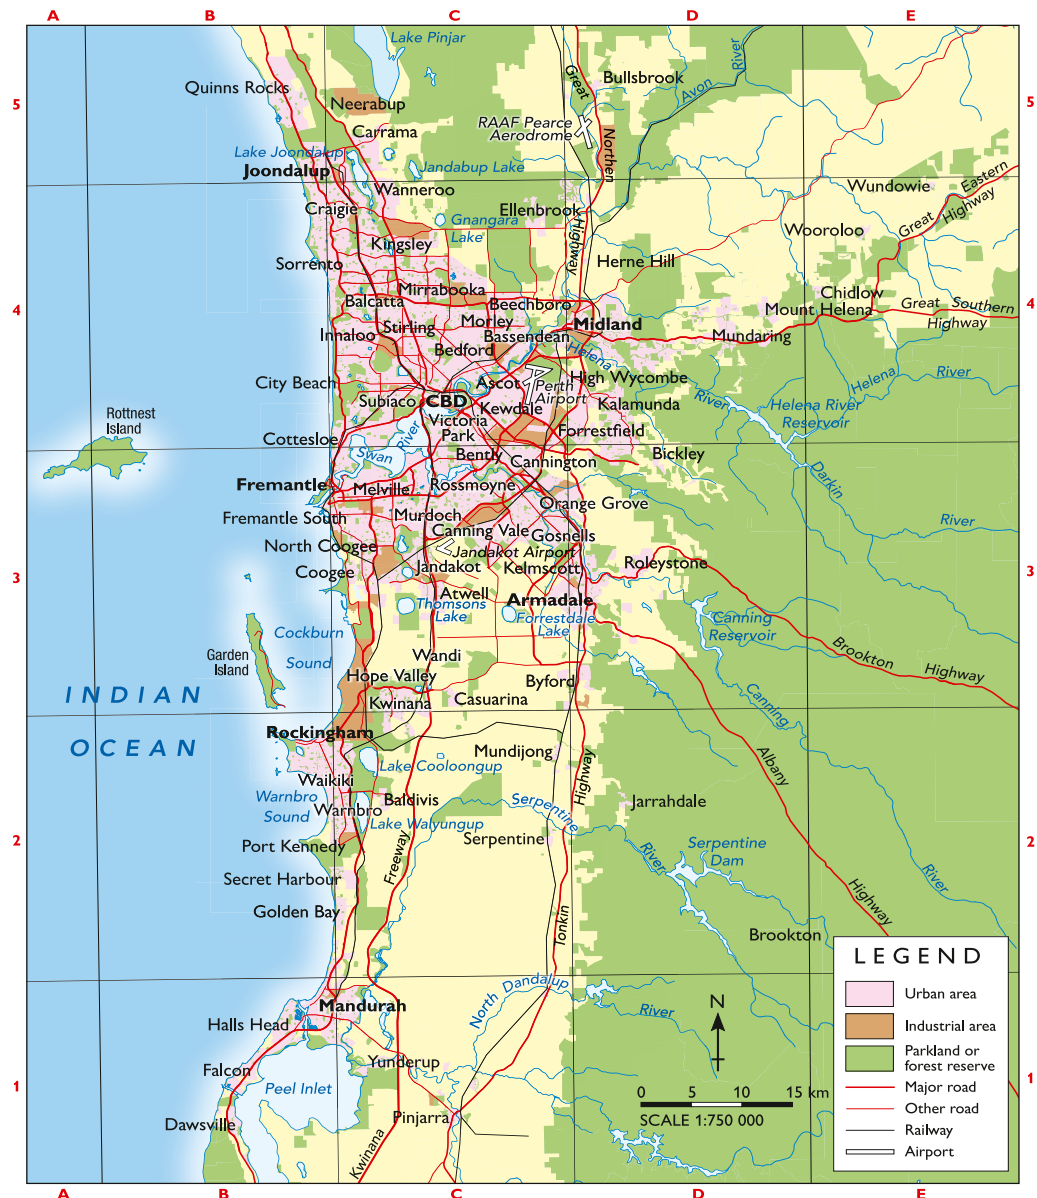 A
B
C
D
E
Lake Pinjar
Quinns Rocks
Great
Bullsbrook
River
Avon
5
5
Neerabup
RAAF Pearce
Aerodrome
Carrama
Northen
Lake Joondalup
Joondalup
Jandabup Lake
Wanneroo
Wundowie
Eastern
Great
Highway
Craigie
Ellenbrook
Gnangara
Lake
Highway
Wooroloo
Kingsley
Sorrento
Herne Hill
Mirrabooka
Chidlow
Balcatta
Beechboro
Mount Helena
Great Southern
Highway
4
4
Innaloo
Stirling
Morley
Midland
Bassendean
Mundaring
Bedford
Helena
River
City Beach
Ascot
Perth
Airport
High Wycombe
Helena
River
Subiaco
CBD
Kewdale
Kalamunda
Helena River
Reservoir
Rottnest
Island
Victoria
Park
Forrestfield
Cottesloe
Swan
River
Bently
Cannington
Bickley
Darkin
River
Fremantle
Melville
Rossmoyne
Orange Grove
Fremantle South
Murdoch
Canning Vale
Gosnells
North Coogee
Jandakot Airport
Coogee
Jandakot
Kelmscott
Roleystone
3
3
Atwell
Armadale
Thomsons
Lake
Forrestdale
Lake
Canning
Reservoir
Cockburn
Sound
Garden
Island
Wandi
Brookton
Highway
Hope Valley
Byford
INDIAN
OCEAN
Kwinana
Casuarina
Canning
River
Rockingham
Mundijong
Albany
Highway
Lake Cooloongup
Highway
Waikiki
Warnbro
Sound
Warnbro
Baldivis
Serpentine
River
Jarrahdale
Lake Walyungup
2
2
Port Kennedy
Freeway
Serpentine
Serpentine
Dam
Secret Harbour
Golden Bay
Tonkin
Brookton
LEGEND
Urban area
Industrial area
Parkland or
forest reserve
Major road
Other road
Railway
Airport
North Dandalup
River
Mandurah
N
Halls Head
Yunderup
Falcon
Peel Inlet
1
1
0 5 10 15 km
SCALE 1:750 000
Dawsville
Pinjarra
Kwinana
A
B
C
D
E